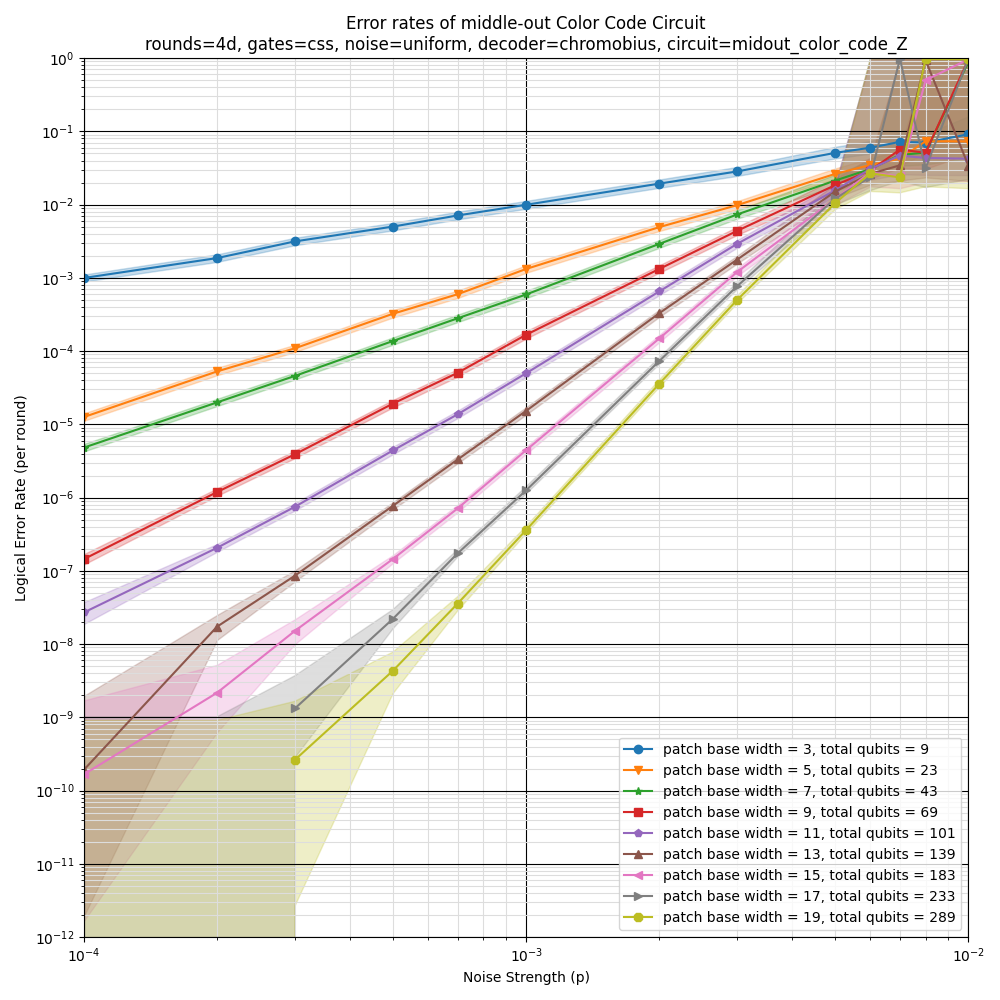 Error rates of middle-out Color Code Circuit
rounds=4d, gates=css, noise=uniform, decoder=chromobius, circuit=midout_color_code_Z
10⁰
10⁻¹
10⁻²
10⁻³
10⁻⁴
10⁻⁵
10⁻⁶
10⁻⁷
10⁻⁸
10⁻⁹
10⁻¹⁰
10⁻¹¹
10⁻¹²
Logical Error Rate (per round)
patch base width = 3, total qubits = 9
patch base width = 5, total qubits = 23
patch base width = 7, total qubits = 43
patch base width = 9, total qubits = 69
patch base width = 11, total qubits = 101
patch base width = 13, total qubits = 139
patch base width = 15, total qubits = 183
patch base width = 17, total qubits = 233
patch base width = 19, total qubits = 289
10⁻⁴ 10⁻³ 10⁻²
Noise Strength (p)